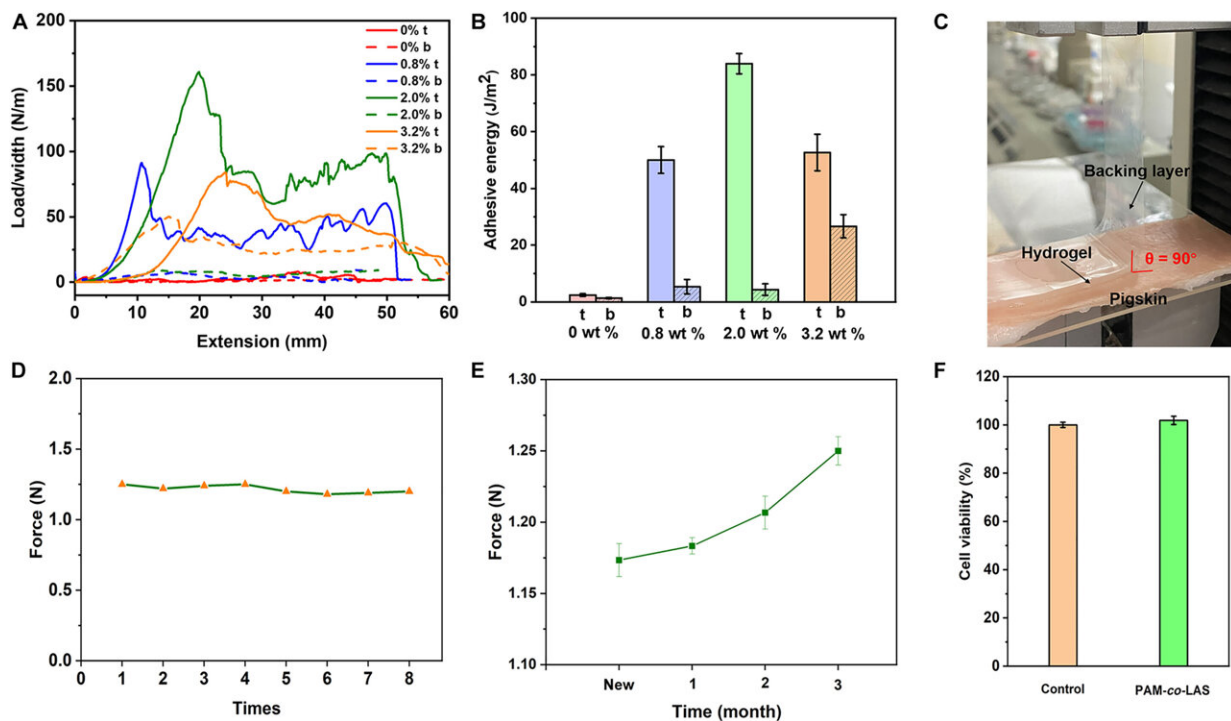 A
Load/width (N/m)
200
150
100
50
0
0 10 20 30 40 50 60
Extension (mm)
0% t
0% b
0.8% t
0.8% b
2.0% t
2.0% b
3.2% t
3.2% b
B
Adhesive energy (J/m²)
100
80
60
40
20
0
t b t b t b t b
0 wt % 0.8 wt % 2.0 wt % 3.2 wt %
C
Backing layer
Hydrogel
θ = 90°
Pigskin
D
Force (N)
2.0
1.5
1.0
0.5
0.0
0 1 2 3 4 5 6 7 8
Times
E
Force (N)
1.30
1.25
1.20
1.15
1.10
New 1 2 3
Time (month)
F
Cell viability (%)
120
100
80
60
40
20
0
Control PAM-co-LAS